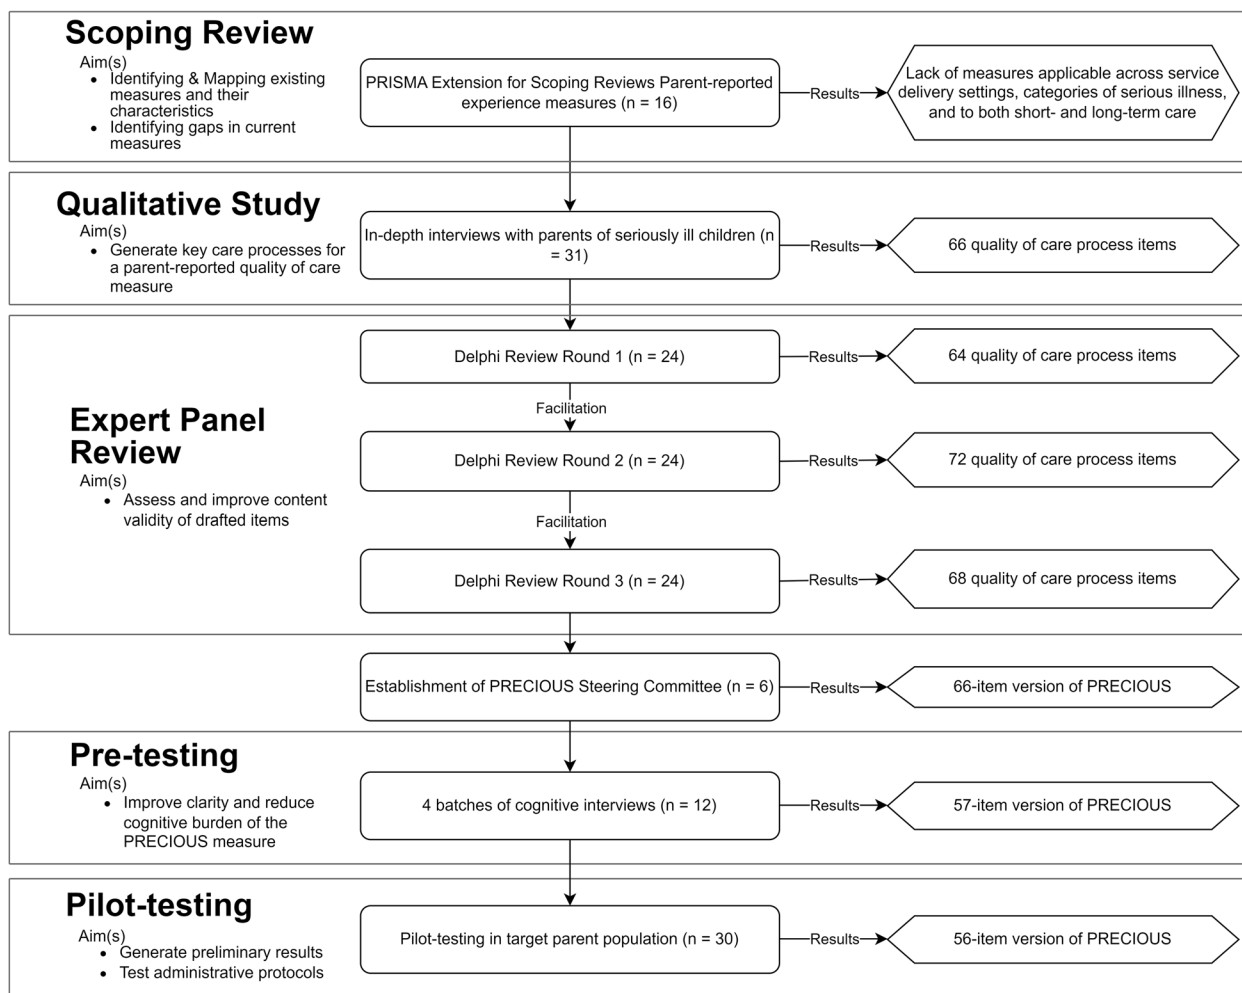 Scoping Review
Aim(s)
• Identifying & Mapping existing
measures and their
characteristics
• Identifying gaps in current
measures
PRISMA Extension for Scoping Reviews Parent-reported
experience measures (n = 16)
Results
Lack of measures applicable across service
delivery settings, categories of serious illness,
and to both short- and long-term care
Qualitative Study
Aim(s)
• Generate key care processes for
a parent-reported quality of care
measure
In-depth interviews with parents of seriously ill children (n
= 31)
Results
66 quality of care process items
Expert Panel
Review
Aim(s)
• Assess and improve content
validity of drafted items
Delphi Review Round 1 (n = 24)
Results
64 quality of care process items
Facilitation
Delphi Review Round 2 (n = 24)
Results
72 quality of care process items
Facilitation
Delphi Review Round 3 (n = 24)
Results
68 quality of care process items
Establishment of PRECIOUS Steering Committee (n = 6)
Results
66-item version of PRECIOUS
Pre-testing
Aim(s)
• Improve clarity and reduce
cognitive burden of the
PRECIOUS measure
4 batches of cognitive interviews (n = 12)
Results
57-item version of PRECIOUS
Pilot-testing
Aim(s)
• Generate preliminary results
• Test administrative protocols
Pilot-testing in target parent population (n = 30)
Results
56-item version of PRECIOUS